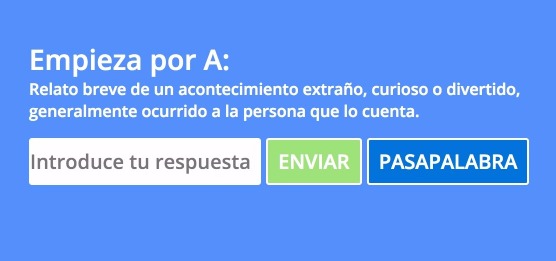 Empieza por A:
Relato breve de un acontecimiento extraño, curioso o divertido,
generalmente ocurrido a la persona que lo cuenta.
Introduce tu respuesta ENVIAR PASAPALABRA